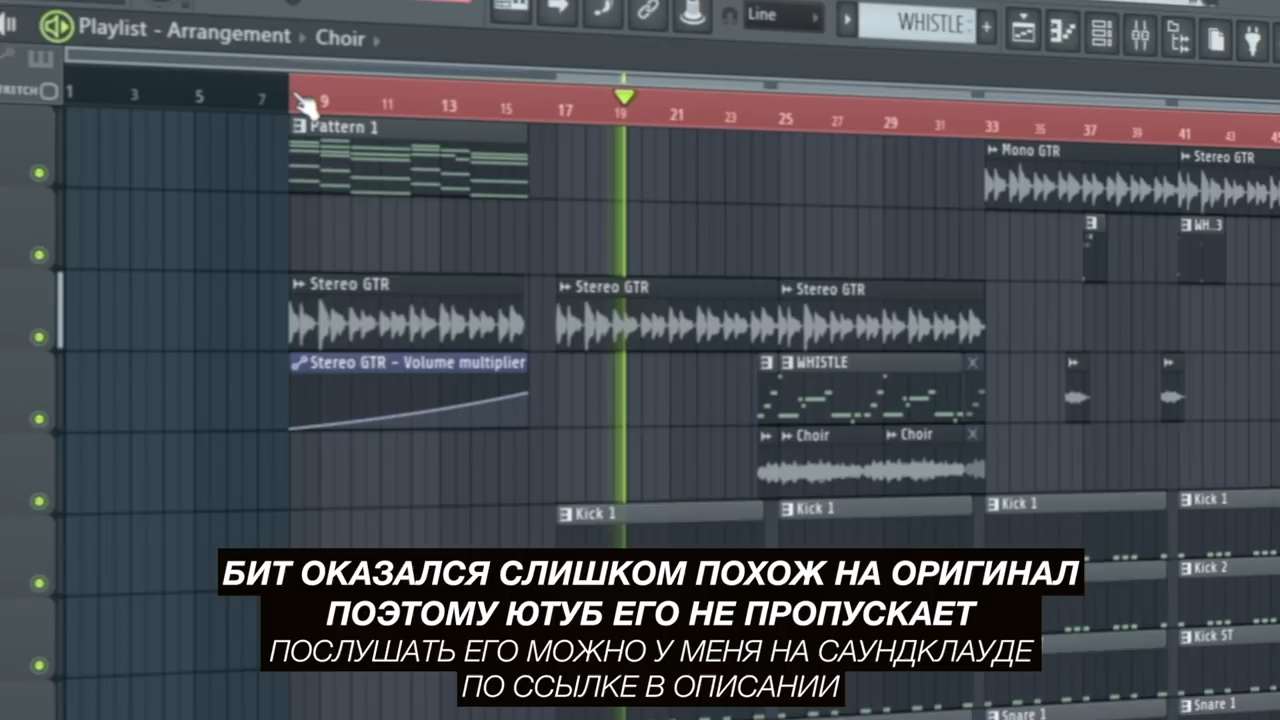 Line
WHISTLE
Playlist - Arrangement › Choir ›
1 3 5 7 9 11 13 15 17 19 21 23 25 27 29 31 33 35 37 39 41 43 45
Pattern 1
Mono GTR
Stereo GTR
WH..3
Stereo GTR
Stereo GTR
Stereo GTR
Stereo GTR - Volume multiplier
WHISTLE
Choir
Choir
Kick 1
Kick 1
Kick 1
Kick 1
Kick 2
Kick ST
Snare 1
Snare 1
БИТ ОКАЗАЛСЯ СЛИШКОМ ПОХОЖ НА ОРИГИНАЛ
ПОЭТОМУ ЮТУБ ЕГО НЕ ПРОПУСКАЕТ
ПОСЛУШАТЬ ЕГО МОЖНО У МЕНЯ НА САУНДКЛАУДЕ
ПО ССЫЛКЕ В ОПИСАНИИ